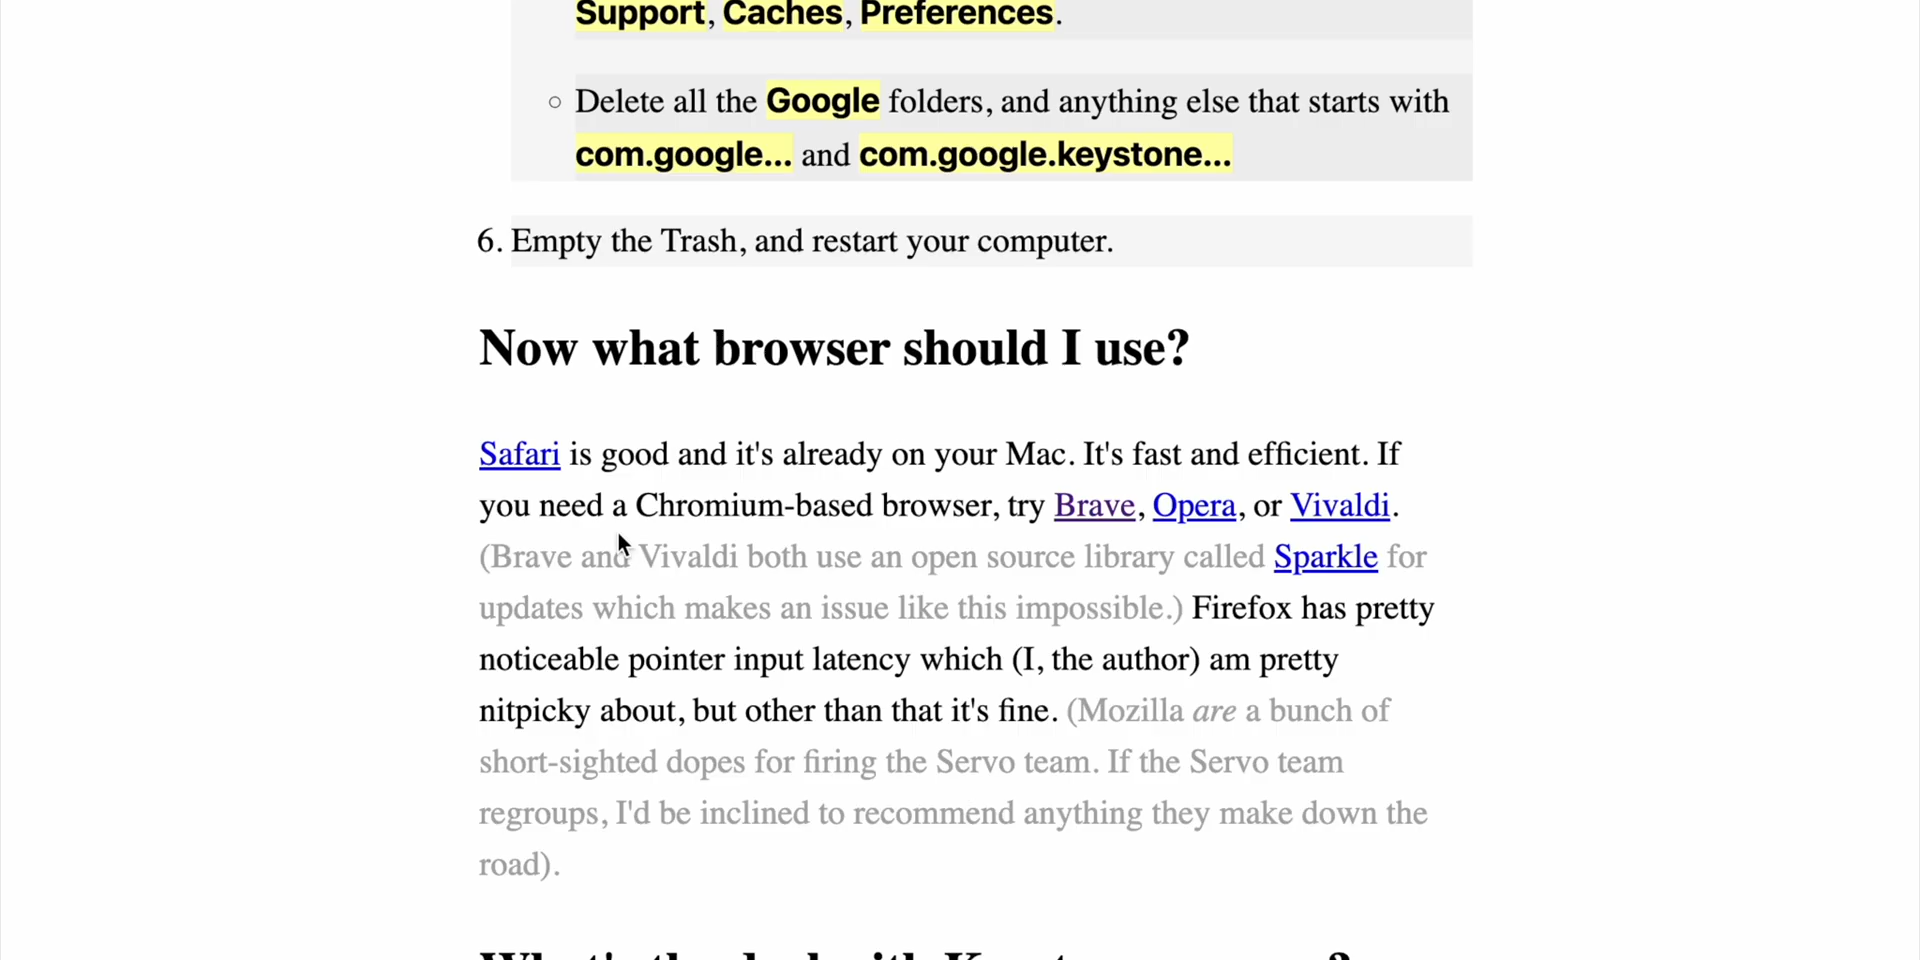 Support, Caches, Preferences.
○ Delete all the Google folders, and anything else that starts with
com.google... and com.google.keystone...
6. Empty the Trash, and restart your computer.
Now what browser should I use?
Safari is good and it's already on your Mac. It's fast and efficient. If
you need a Chromium-based browser, try Brave, Opera, or Vivaldi.
(Brave and Vivaldi both use an open source library called Sparkle for
updates which makes an issue like this impossible.) Firefox has pretty
noticeable pointer input latency which (I, the author) am pretty
nitpicky about, but other than that it's fine. (Mozilla are a bunch of
short-sighted dopes for firing the Servo team. If the Servo team
regroups, I'd be inclined to recommend anything they make down the
road).
What's the deal with